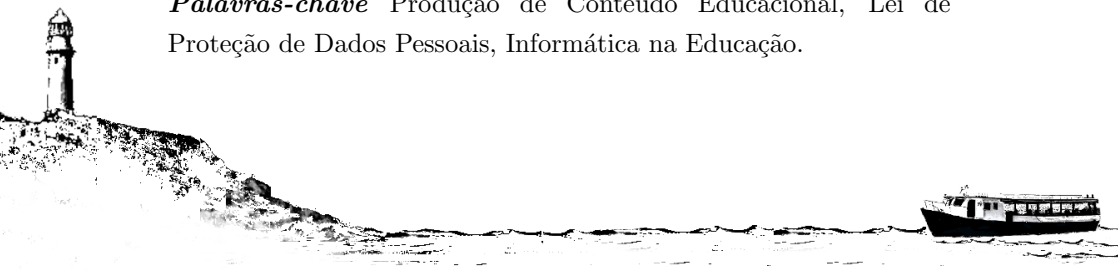 Palavras-chave Produção de Conteúdo Educacional, Lei de
Proteção de Dados Pessoais, Informática na Educação.